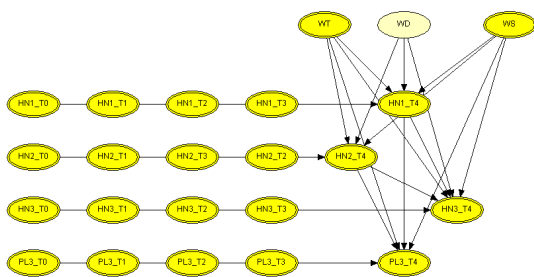 WT WD WS
HN1_T0 HN1_T1 HN1_T2 HN1_T3 HN1_T4
HN2_T0 HN2_T1 HN2_T3 HN2_T2 HN2_T4
HN3_T0 HN3_T1 HN3_T2 HN3_T3 HN3_T4
PL3_T0 PL3_T1 PL3_T2 PL3_T3 PL3_T4